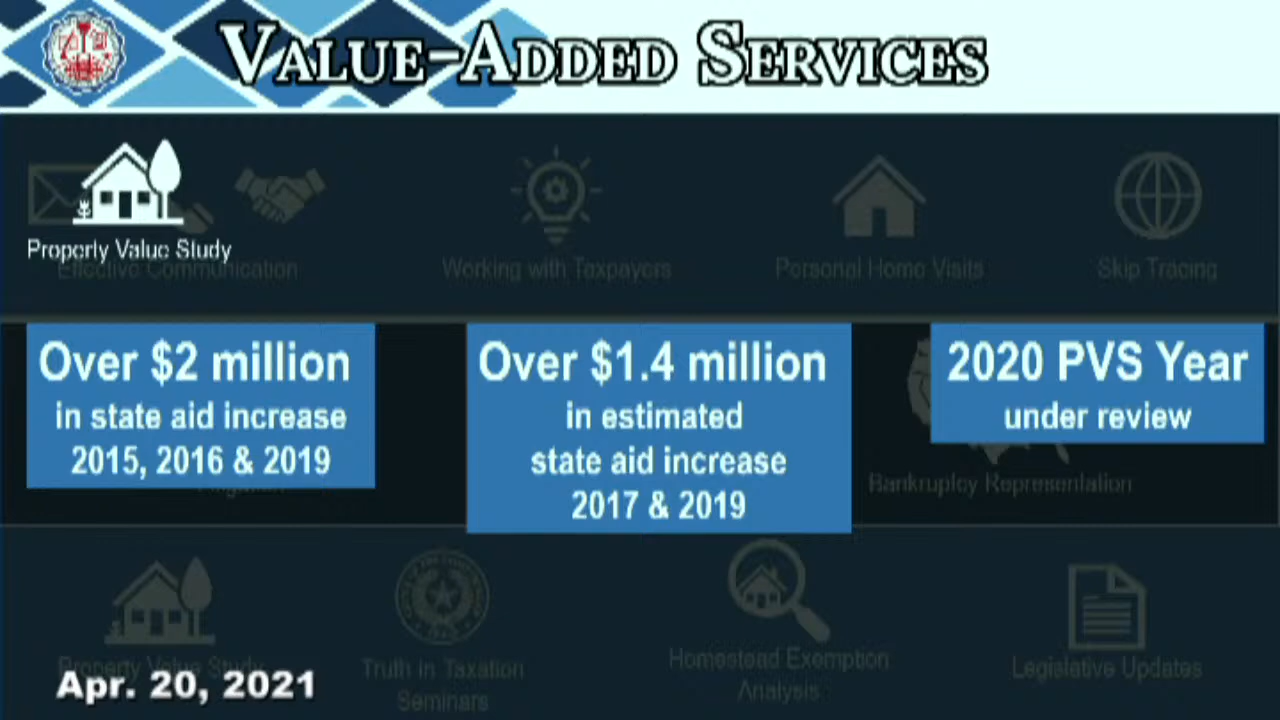 VALUE-ADDED SERVICES
Property Value Study
Effective Communication
Working with Taxpayers
Personal Home Visits
Skip Tracing
Over $2 million
in state aid increase
2015, 2016 & 2019
Over $1.4 million
in estimated
state aid increase
2017 & 2019
2020 PVS Year
under review
Bankruptcy Representation
Property Value Study
Truth in Taxation
Seminars
Homestead Exemption
Analysis
Legislative Updates
Apr. 20, 2021